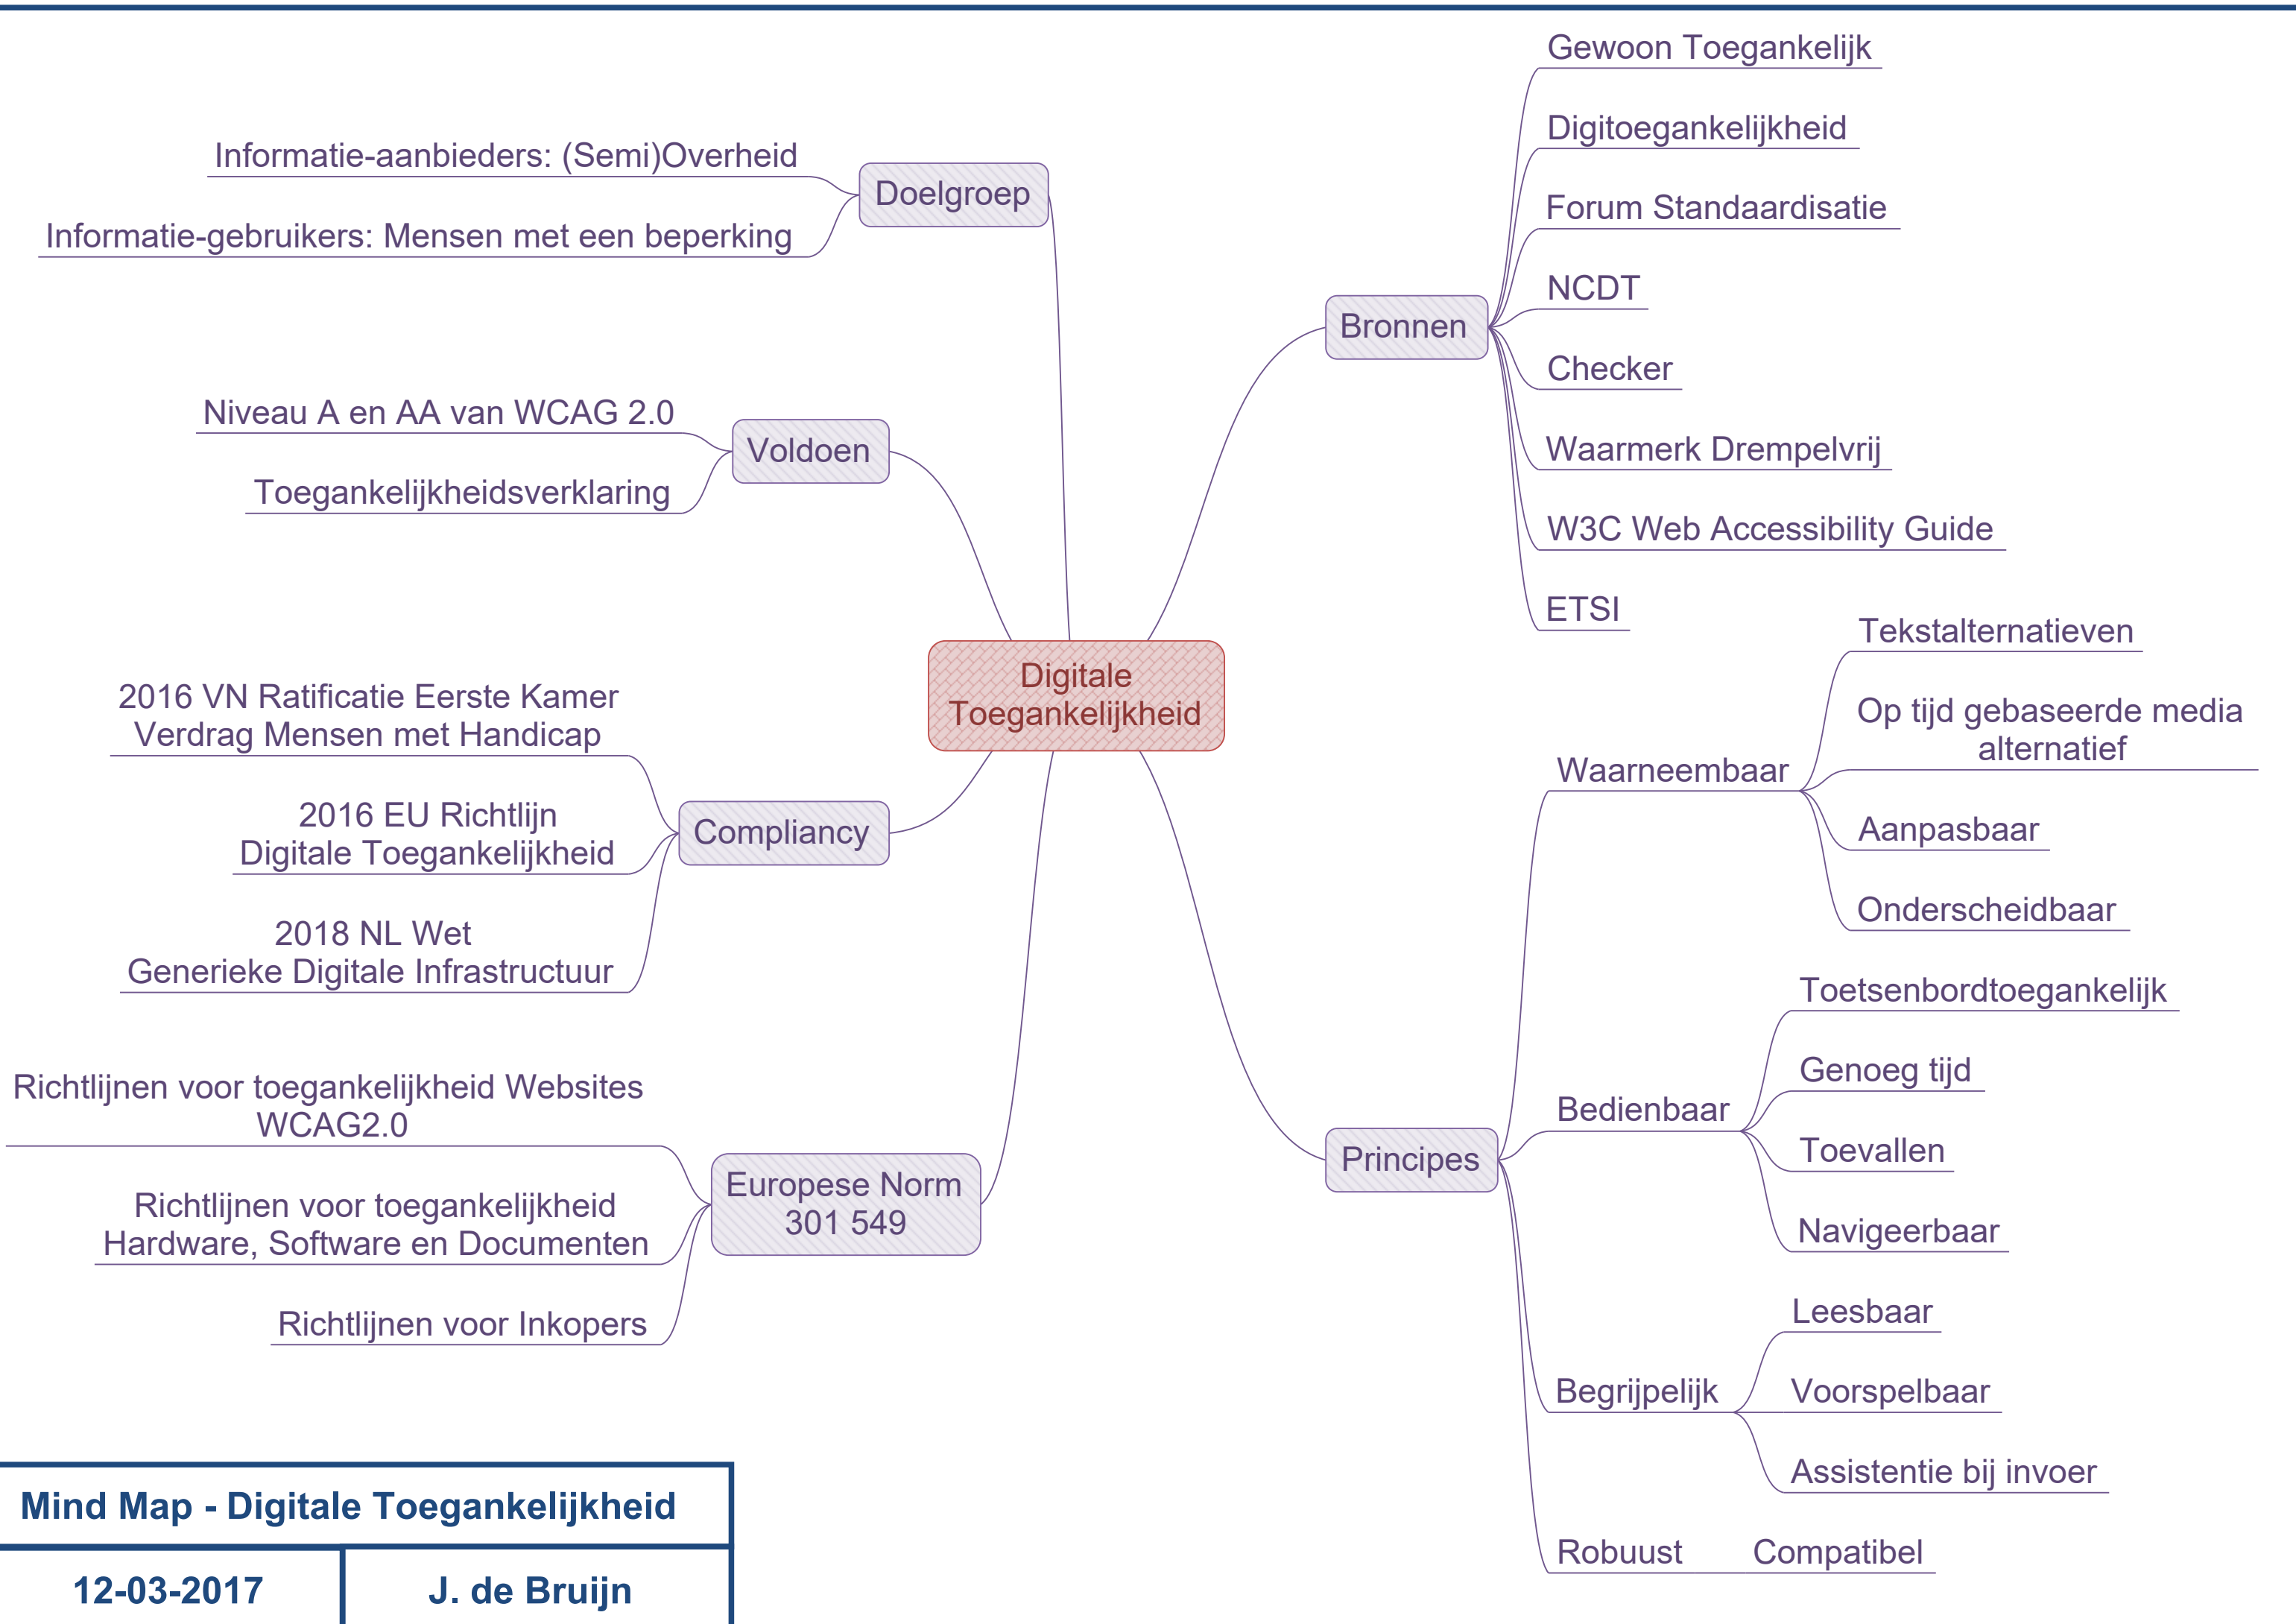 Digitale
Toegankelijkheid
Doelgroep
Informatie-aanbieders: (Semi)Overheid
Informatie-gebruikers: Mensen met een beperking
Voldoen
Niveau A en AA van WCAG 2.0
Toegankelijkheidsverklaring
Compliancy
2016 VN Ratificatie Eerste Kamer
Verdrag Mensen met Handicap
2016 EU Richtlijn
Digitale Toegankelijkheid
2018 NL Wet
Generieke Digitale Infrastructuur
Europese Norm
301 549
Richtlijnen voor toegankelijkheid Websites
WCAG2.0
Richtlijnen voor toegankelijkheid
Hardware, Software en Documenten
Richtlijnen voor Inkopers
Bronnen
Gewoon Toegankelijk
Digitoegankelijkheid
Forum Standaardisatie
NCDT
Checker
Waarmerk Drempelvrij
W3C Web Accessibility Guide
ETSI
Principes
Waarneembaar
Tekstalternatieven
Op tijd gebaseerde media
alternatief
Aanpasbaar
Onderscheidbaar
Bedienbaar
Toetsenbordtoegankelijk
Genoeg tijd
Toevallen
Navigeerbaar
Begrijpelijk
Leesbaar
Voorspelbaar
Assistentie bij invoer
Robuust
Compatibel
Mind Map - Digitale Toegankelijkheid
12-03-2017
J. de Bruijn